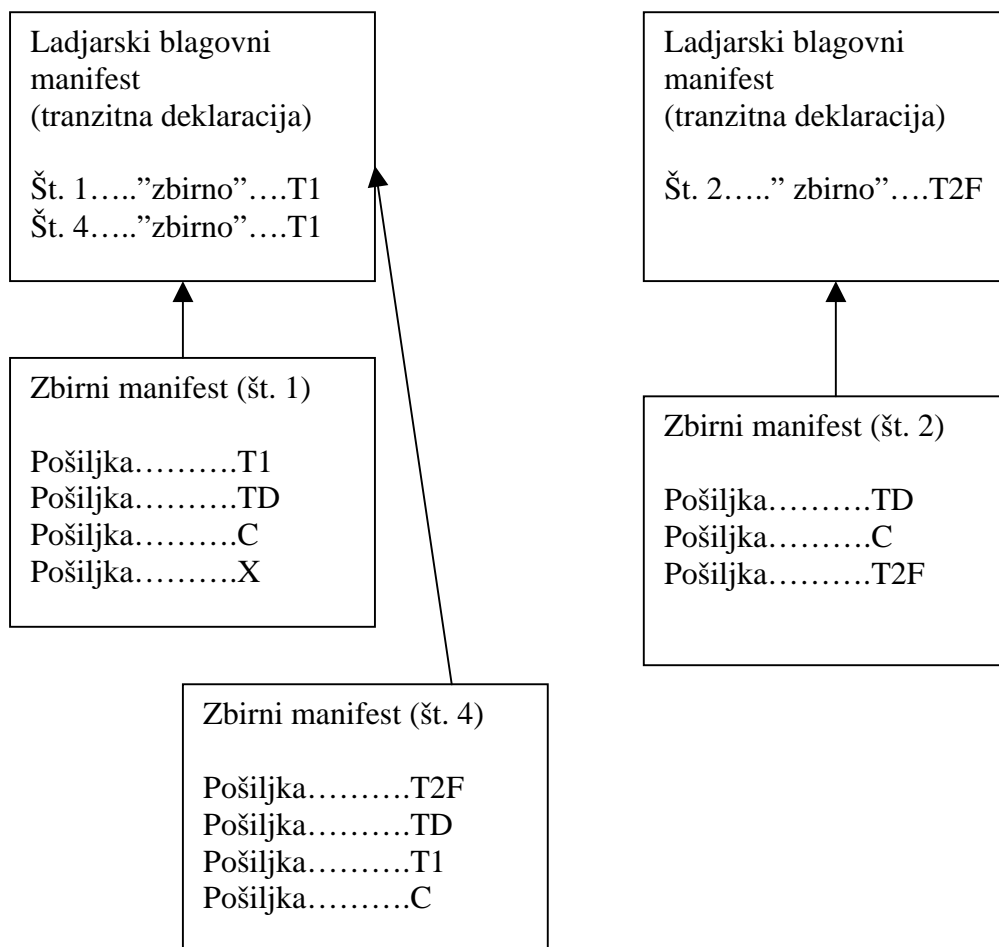 Ladjarski blagovni
manifest
(tranzitna deklaracija)
Št. 1…..”zbirno”….T1
Št. 4…..”zbirno”….T1
Ladjarski blagovni
manifest
(tranzitna deklaracija)
Št. 2…..” zbirno”….T2F
Zbirni manifest (št. 1)
Pošiljka……….T1
Pošiljka……….TD
Pošiljka……….C
Pošiljka……….X
Zbirni manifest (št. 2)
Pošiljka……….TD
Pošiljka……….C
Pošiljka……….T2F
Zbirni manifest (št. 4)
Pošiljka……….T2F
Pošiljka……….TD
Pošiljka……….T1
Pošiljka……….C